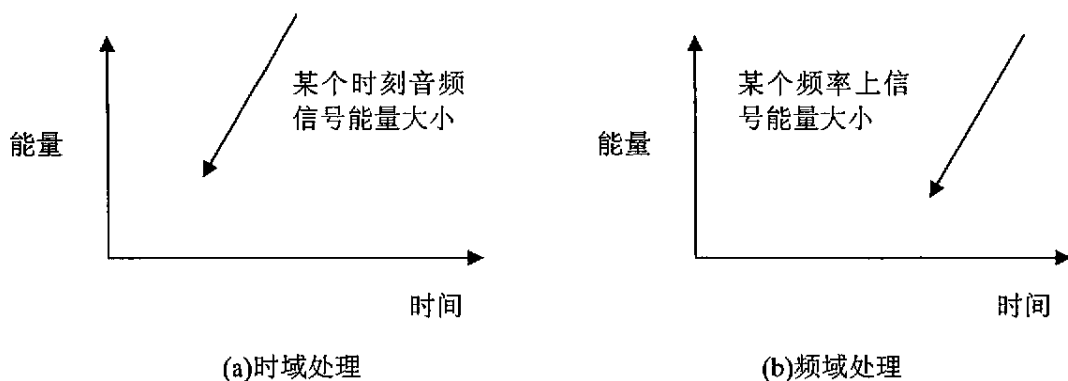 某个时刻音频
信号能量大小
能量
时间
(a)时域处理
某个频率上信
号能量大小
能量
时间
(b)频域处理